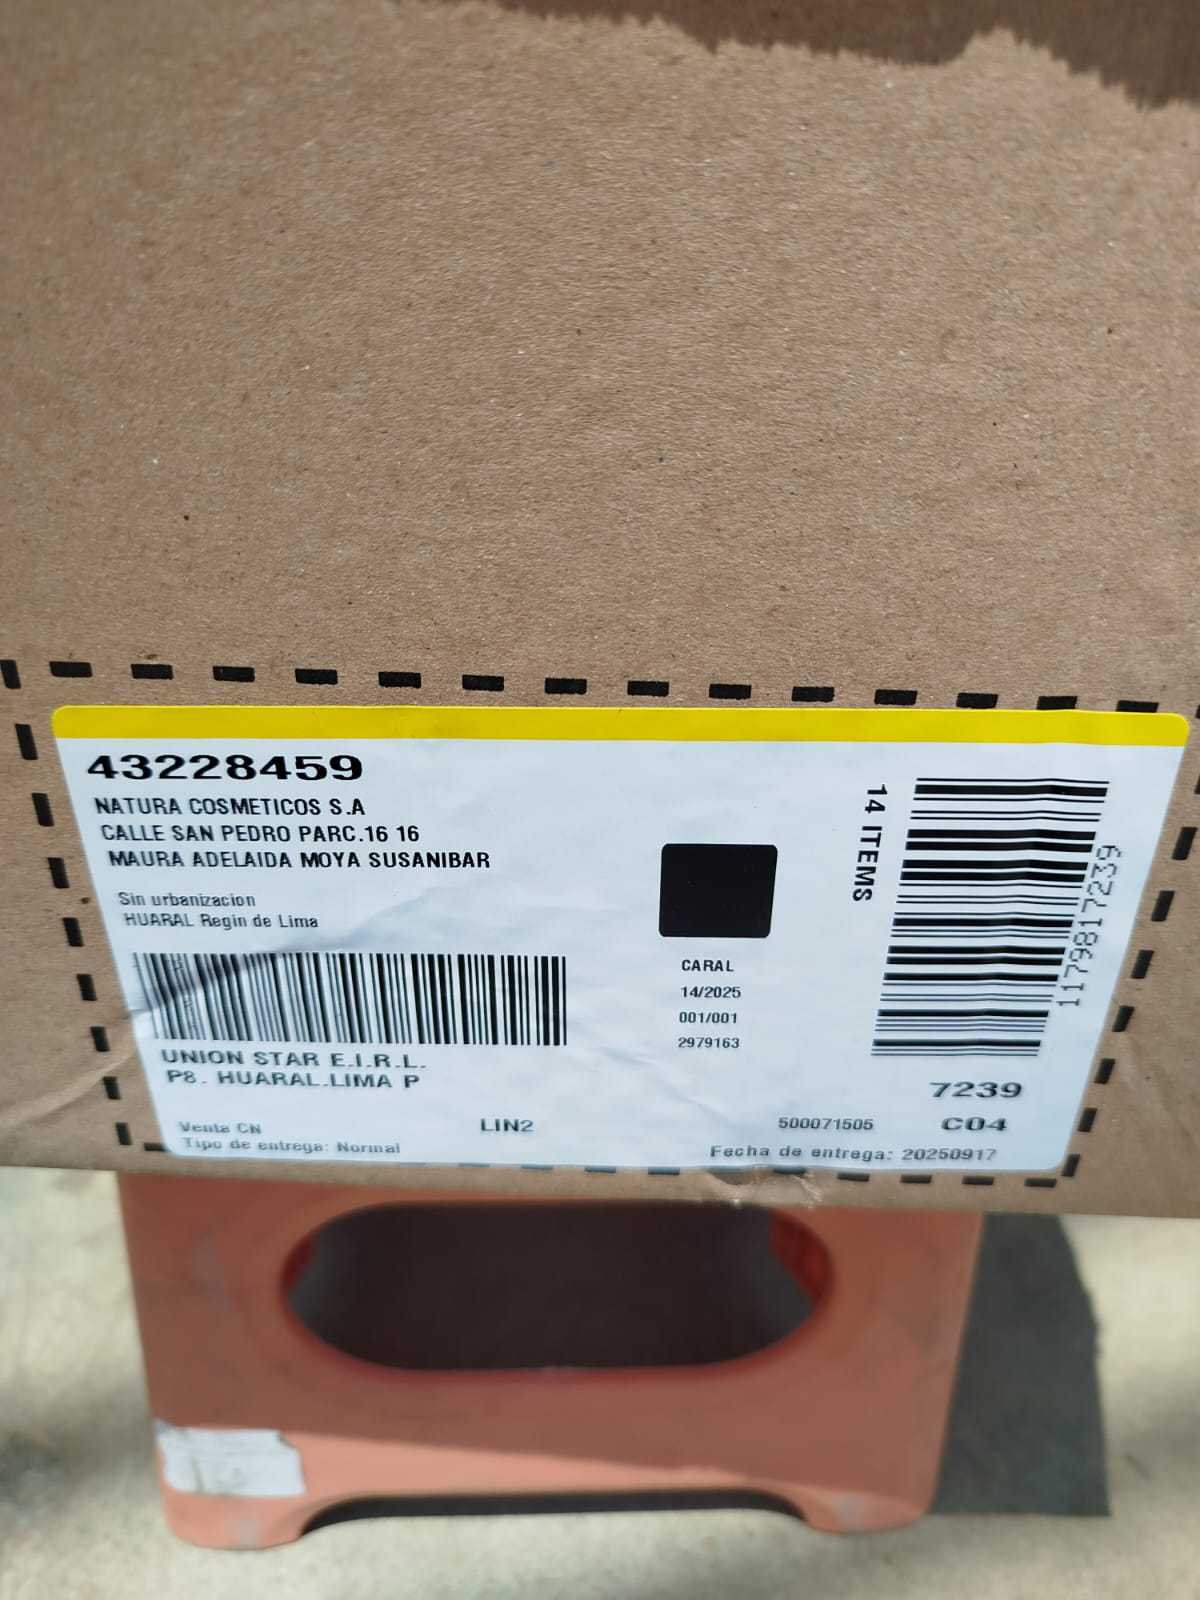 43228459
NATURA COSMETICOS S.A
CALLE SAN PEDRO PARC.16 16
MAURA ADELAIDA MOYA SUSANIBAR
Sin urbanizacion
HUARAL Regin de Lima
UNION STAR E.I.R.L.
P8. HUARAL.LIMA P
Venta CN
Tipo de entrega: Normal
LIN2
CARAL
14/2025
001/001
2979163
14 ITEMS
1179817239
7239
500071505
C04
Fecha de entrega: 20250917